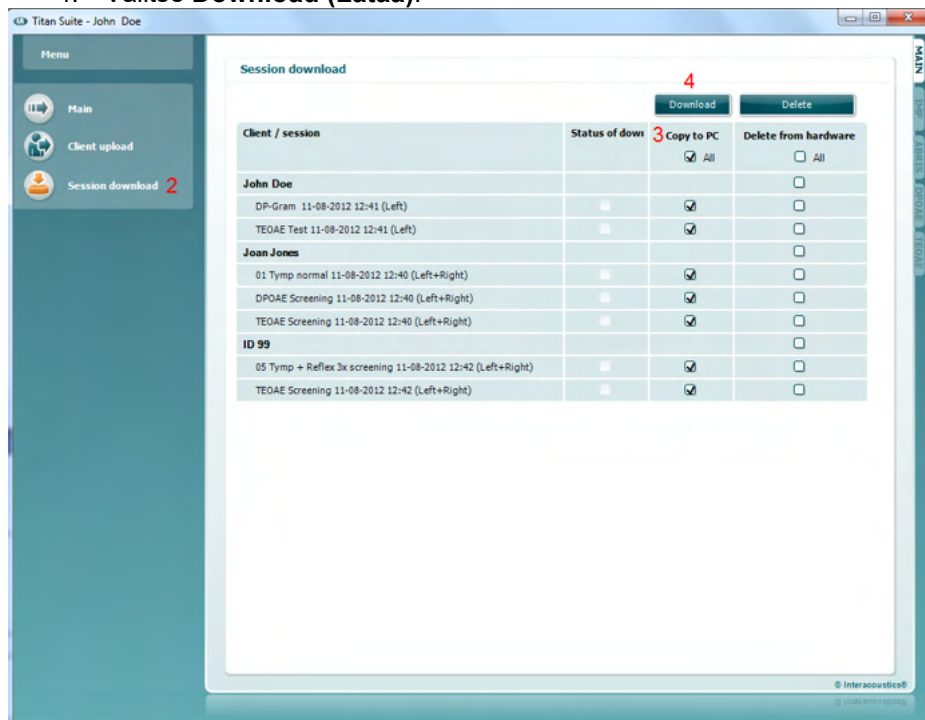 4. Valitse Download (Lataa).
Titan Suite - John Doe
Menu
Main
Client upload
Session download 2
Session download
4
Download Delete
Client / session Status of down 3 Copy to PC Delete from hardware
All All
John Doe
DP-Gram 11-08-2012 12:41 (Left)
TEOAE Test 11-08-2012 12:41 (Left)
Joan Jones
01 Tymp normal 11-08-2012 12:40 (Left+Right)
DPOAE Screening 11-08-2012 12:40 (Left+Right)
TEOAE Screening 11-08-2012 12:40 (Left+Right)
ID 99
05 Tymp + Reflex 3x screening 11-08-2012 12:42 (Left+Right)
TEOAE Screening 11-08-2012 12:42 (Left+Right)
MAIN
IMP
ABRIS
DPOAE
TEOAE
© Interacoustics®